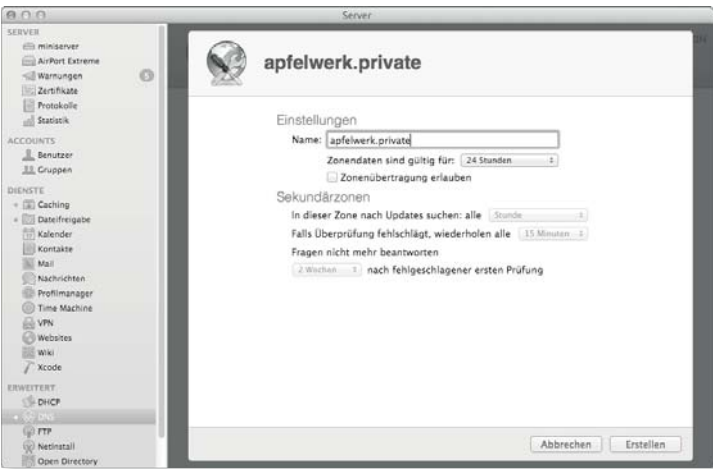 Server
SERVER
miniserver
AirPort Extreme
Warnungen 5
Zertifikate
Protokolle
Statistik
ACCOUNTS
Benutzer
Gruppen
DIENSTE
Caching
Dateifreigabe
Kalender
Kontakte
Mail
Nachrichten
Profilmanager
Time Machine
VPN
Websites
Wiki
Xcode
ERWEITERT
DHCP
DNS
FTP
NetInstall
Open Directory
apfelwerk.private
Einstellungen
Name: apfelwerk.private
Zonendaten sind gültig für: 24 Stunden
Zonenübertragung erlauben
Sekundärzonen
In dieser Zone nach Updates suchen: alle Stunde
Falls Überprüfung fehlschlägt, wiederholen alle 15 Minuten
Fragen nicht mehr beantworten
2 Wochen nach fehlgeschlagener ersten Prüfung
Abbrechen Erstellen